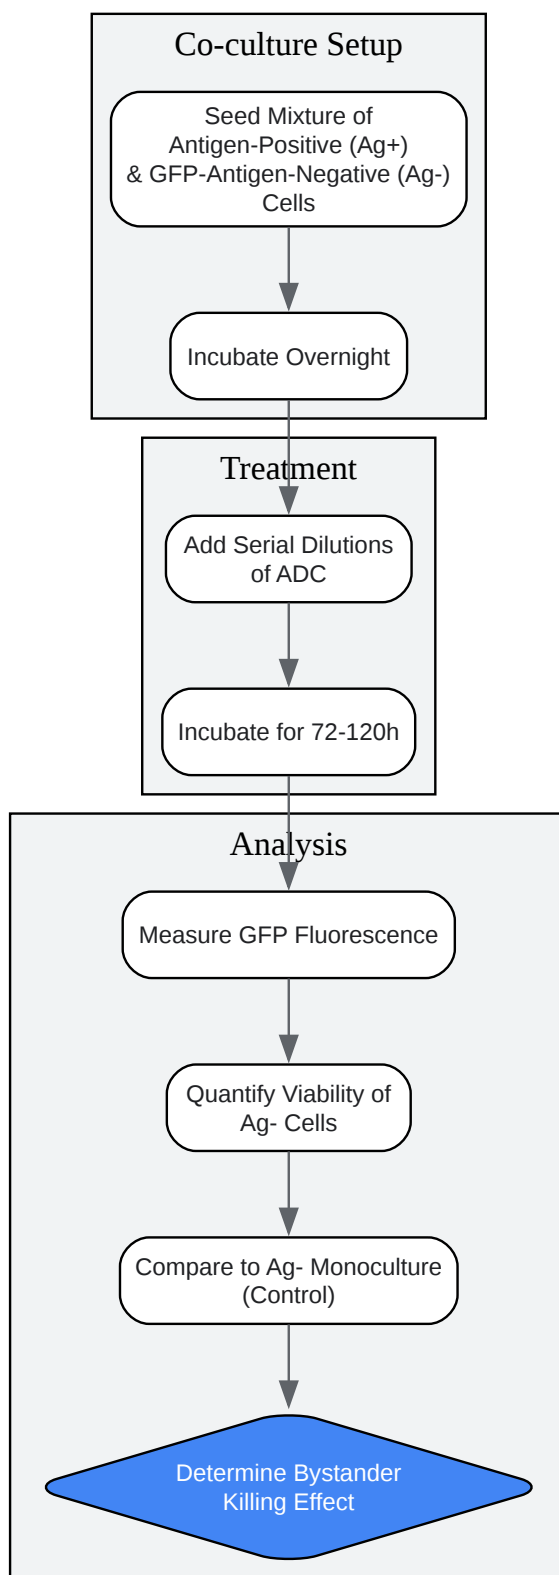 Co-culture Setup
Seed Mixture of
Antigen-Positive (Ag+)
& GFP-Antigen-Negative (Ag-)
Cells
Incubate Overnight
Treatment
Add Serial Dilutions
of ADC
Incubate for 72-120h
Analysis
Measure GFP Fluorescence
Quantify Viability of
Ag- Cells
Compare to Ag- Monoculture
(Control)
Determine Bystander
Killing Effect